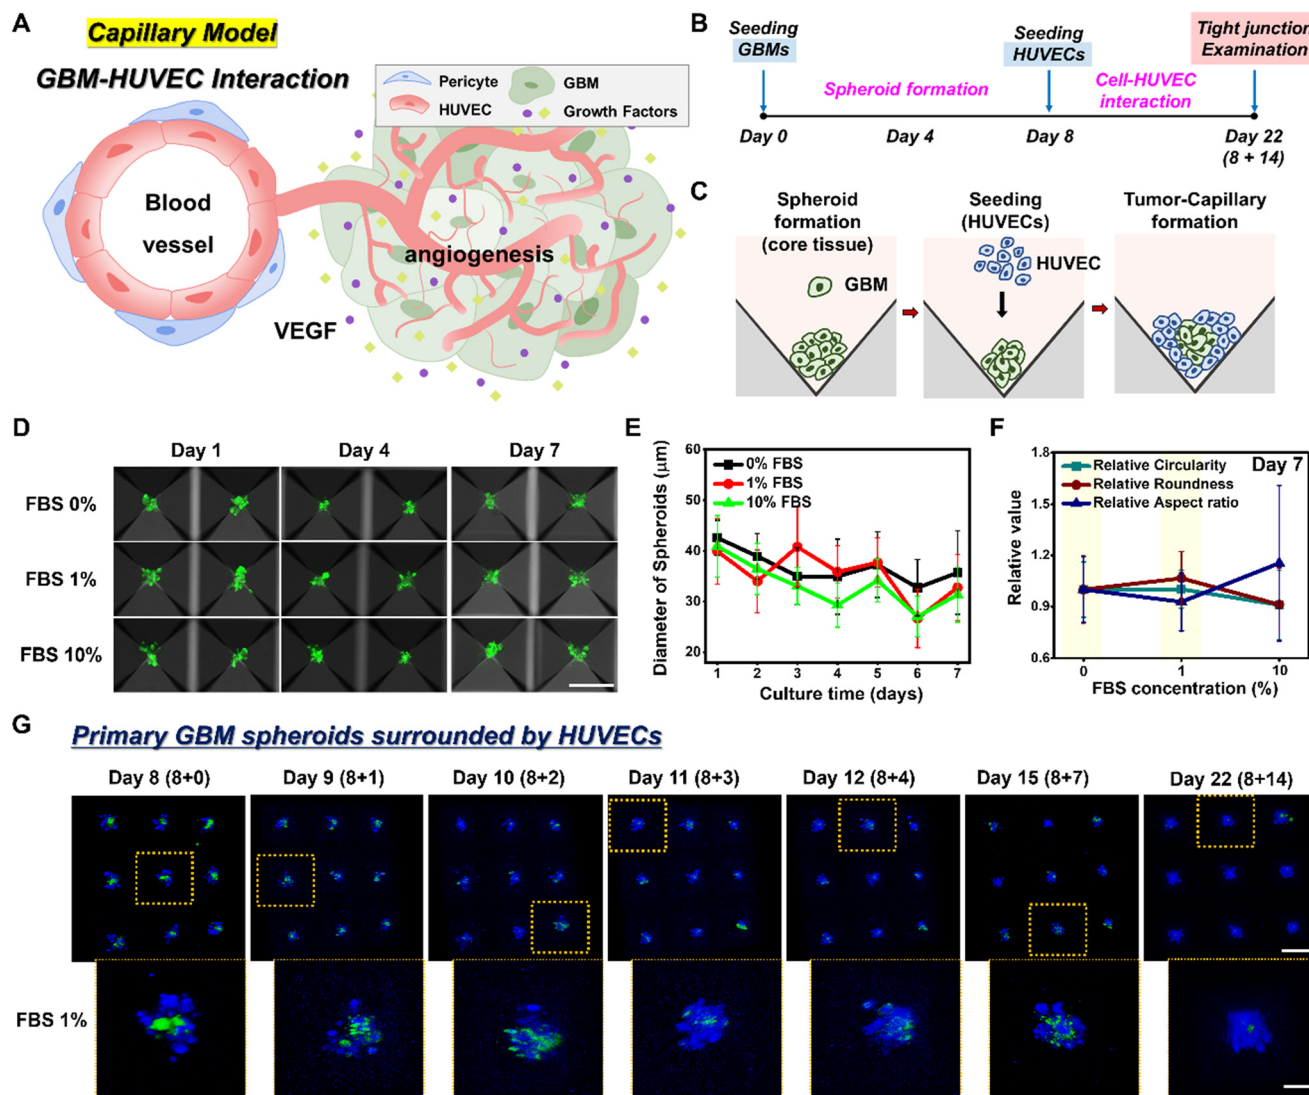 A
Capillary Model
GBM-HUVEC Interaction
Pericyte
GBM
HUVEC
Growth Factors
Blood
vessel
angiogenesis
VEGF
B
Seeding
GBMs
Seeding
HUVECs
Tight junction
Examination
Spheroid formation
Cell-HUVEC
interaction
Day 0
Day 4
Day 8
Day 22
(8 + 14)
C
Spheroid
formation
(core tissue)
Seeding
(HUVECs)
Tumor-Capillary
formation
GBM
HUVEC
D
Day 1
Day 4
Day 7
FBS 0%
FBS 1%
FBS 10%
E
0% FBS
1% FBS
10% FBS
Diameter of Spheroids (μm)
60
50
40
30
20
1 2 3 4 5 6 7
Culture time (days)
F
Relative Circularity
Day 7
Relative Roundness
Relative Aspect ratio
Relative value
1.8
1.5
1.2
0.9
0.6
0 1 10
FBS concentration (%)
G
Primary GBM spheroids surrounded by HUVECs
Day 8 (8+0)
Day 9 (8+1)
Day 10 (8+2)
Day 11 (8+3)
Day 12 (8+4)
Day 15 (8+7)
Day 22 (8+14)
FBS 1%